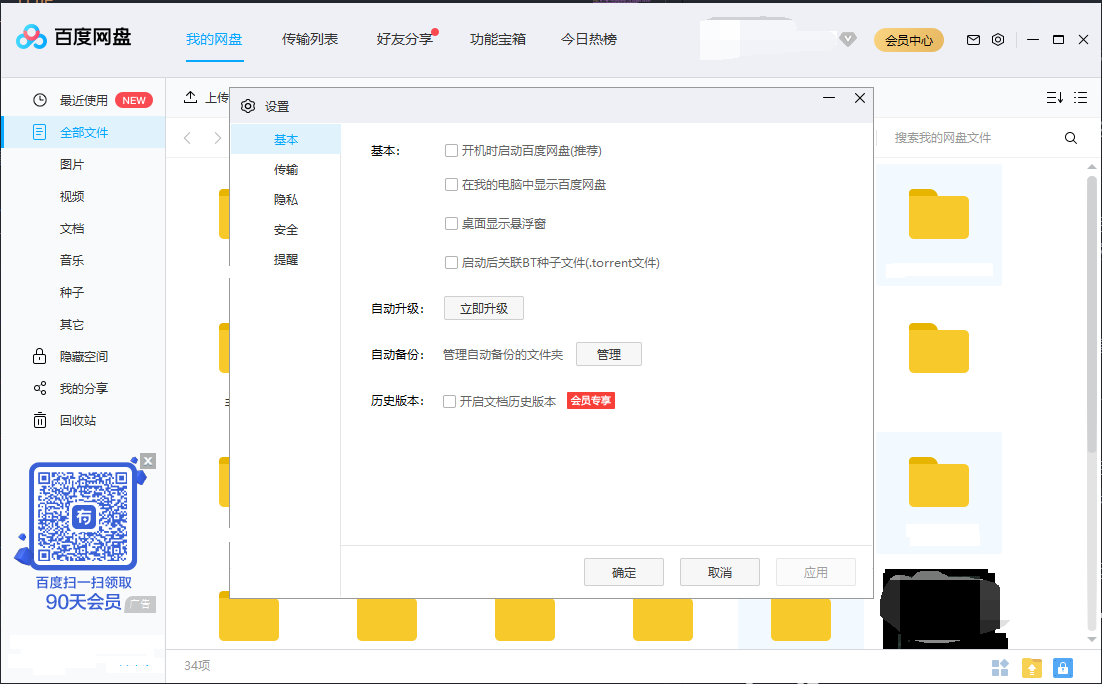 百度网盘
我的网盘 传输列表 好友分享 功能宝箱 今日热榜 会员中心
最近使用 NEW
全部文件
图片
视频
文档
音乐
种子
其它
隐藏空间
我的分享
回收站
有
百度扫一扫领取
90天会员
广告
上传
搜索我的网盘文件
设置
基本
传输
隐私
安全
提醒
基本：
开机时启动百度网盘(推荐)
在我的电脑中显示百度网盘
桌面显示悬浮窗
启动后关联BT种子文件(.torrent文件)
自动升级： 立即升级
自动备份： 管理自动备份的文件夹 管理
历史版本： 开启文档历史版本 会员专享
确定 取消 应用
34项